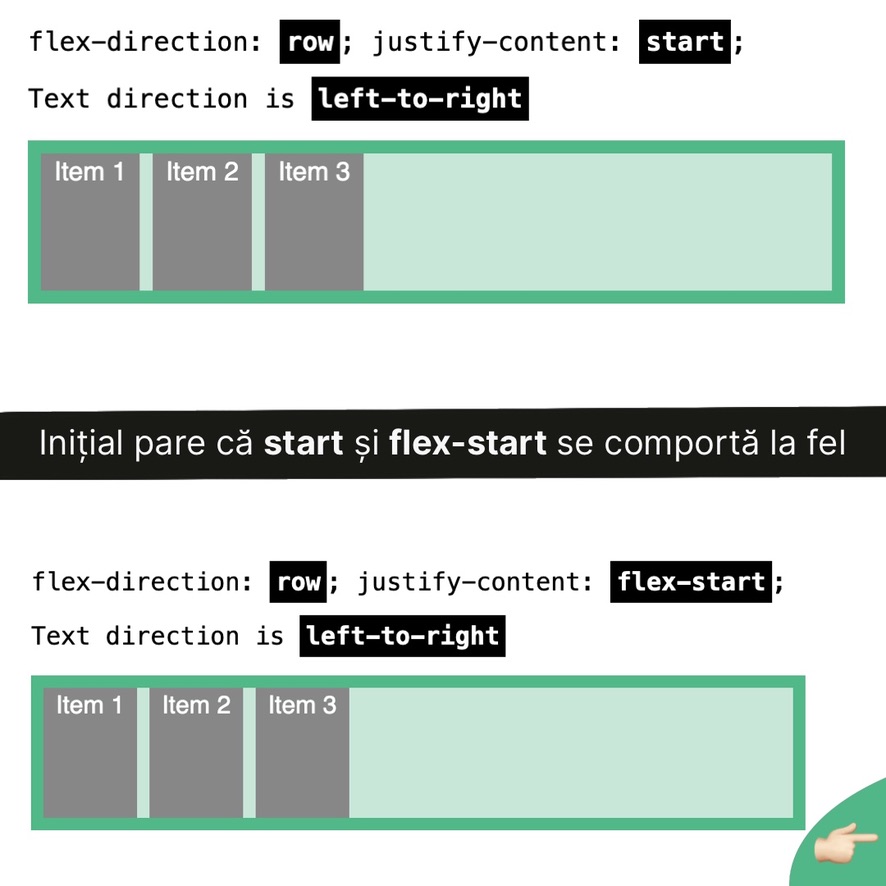 flex-direction: row; justify-content: start;
Text direction is left-to-right
Item 1 Item 2 Item 3
Inițial pare că start și flex-start se comportă la fel
flex-direction: row; justify-content: flex-start;
Text direction is left-to-right
Item 1 Item 2 Item 3